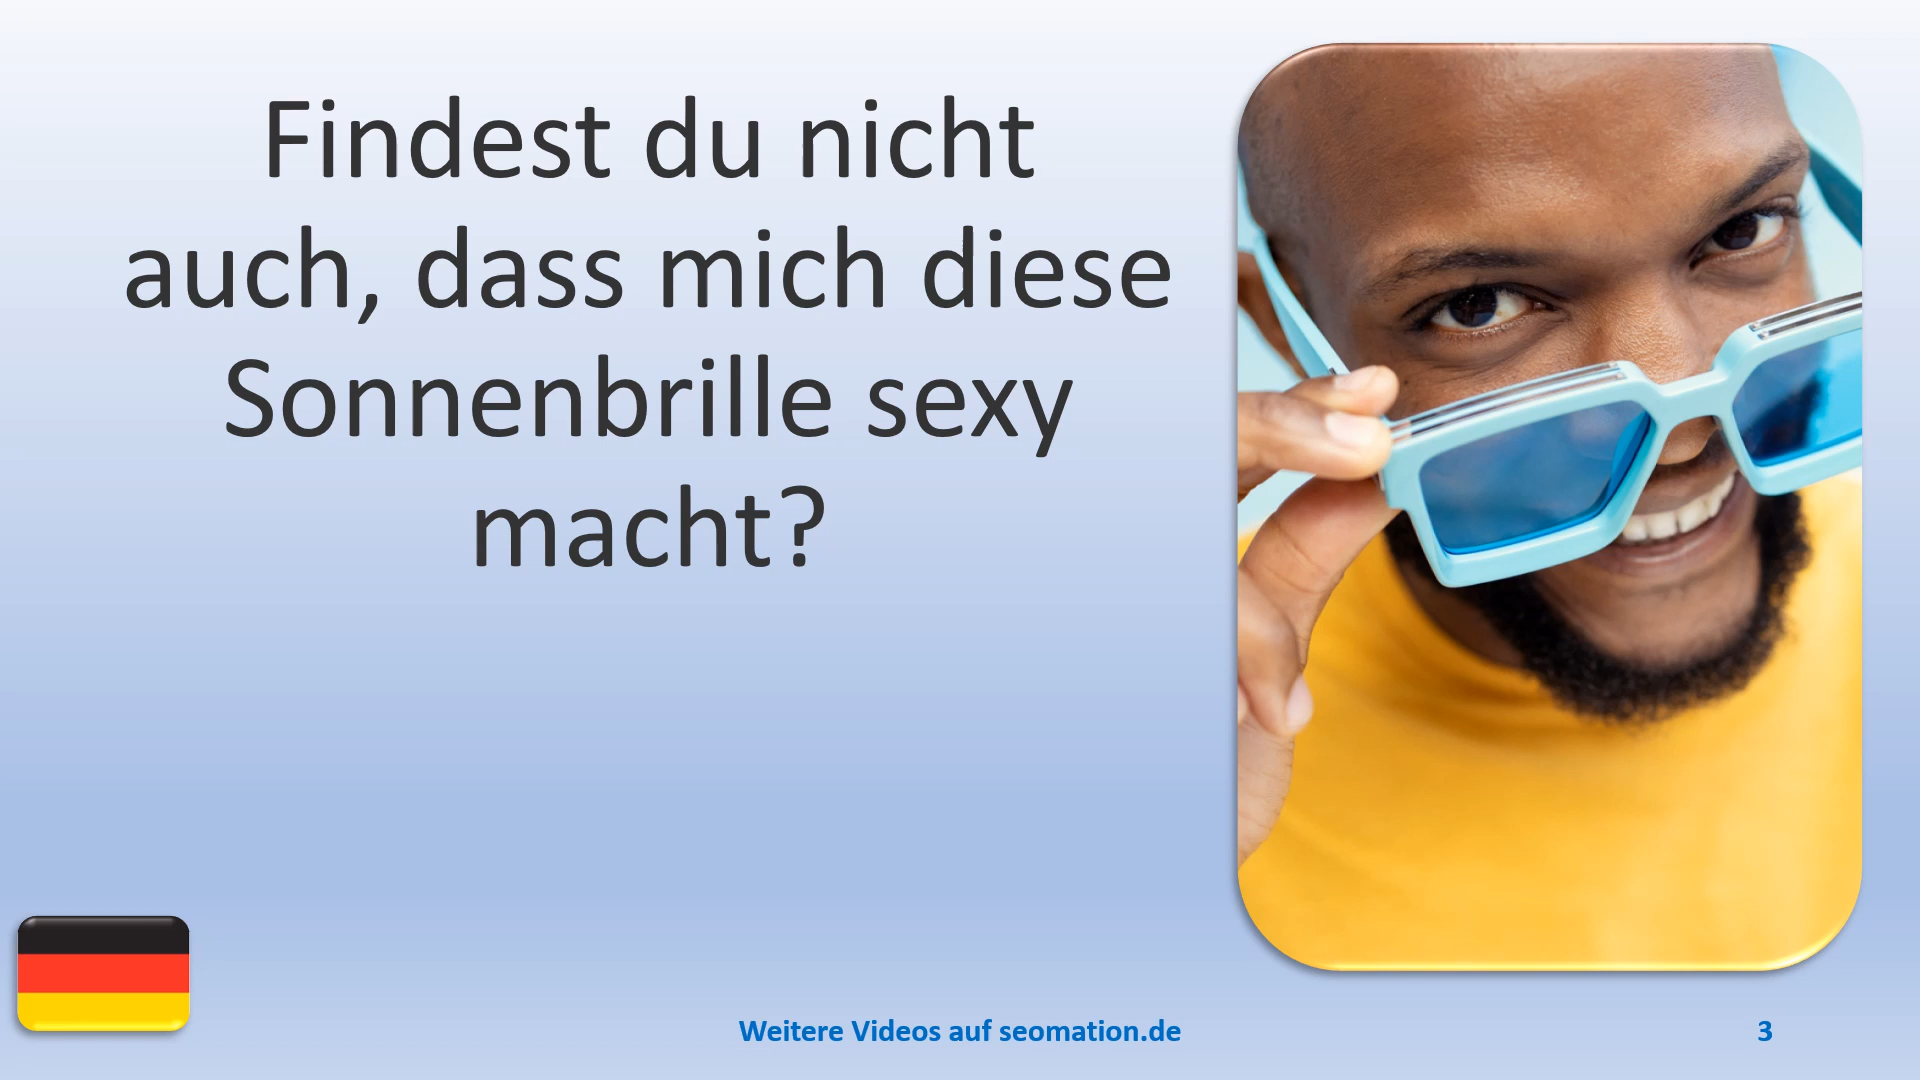 Findest du nicht
auch, dass mich diese
Sonnenbrille sexy
macht?
Weitere Videos auf seomation.de
3